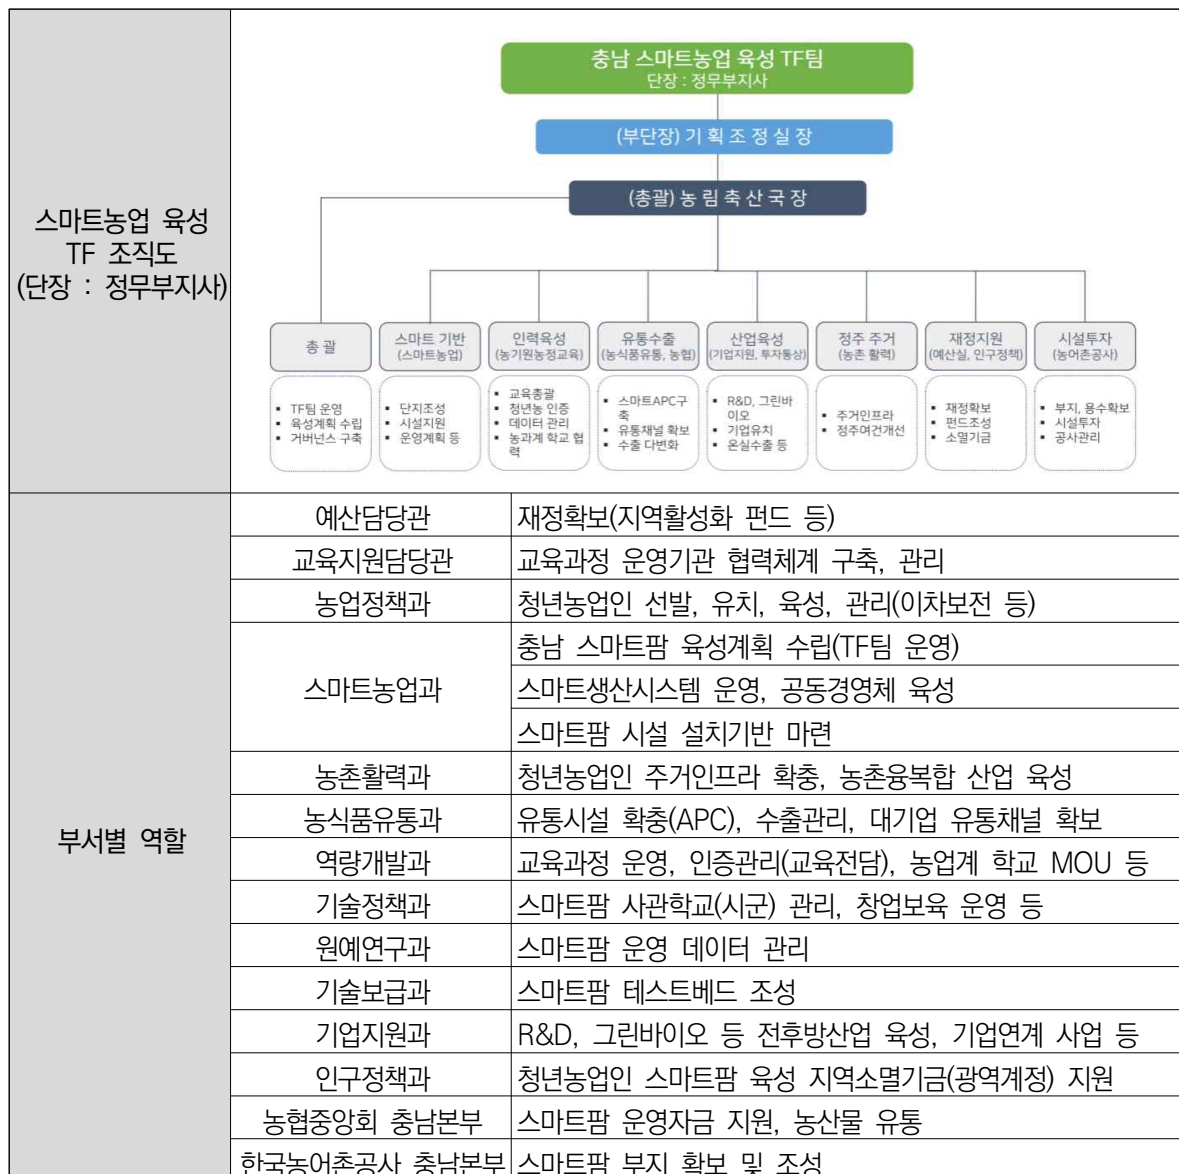 스마트농업 육성
TF 조직도
(단장 : 정무부지사)
충남 스마트농업 육성 TF팀
단장 : 정무부지사
(부단장) 기 획 조 정 실 장
(총괄) 농 림 축 산 국 장
총 괄
▪ TF팀 운영
▪ 육성계획 수립
▪ 거버넌스 구축
스마트 기반
(스마트농업)
▪ 단지조성
▪ 시설지원
▪ 운영계획 등
인력육성
(농기원농정교육)
▪ 교육총괄
▪ 청년농 인증
▪ 데이터 관리
▪ 농과계 학교 협
력
유통수출
(농식품유통, 농협)
▪ 스마트APC구
축
▪ 유통채널 확보
▪ 수출 다변화
산업육성
(기업지원, 투자통상)
▪ R&D, 그린바
이오
▪ 기업유치
▪ 온실수출 등
정주 주거
(농촌 활력)
▪ 주거인프라
▪ 정주여건개선
재정지원
(예산실, 인구정책)
▪ 재정확보
▪ 펀드조성
▪ 소멸기금
시설투자
(농어촌공사)
▪ 부지, 용수확보
▪ 시설투자
▪ 공사관리
부서별 역할
예산담당관 재정확보(지역활성화 펀드 등)
교육지원담당관 교육과정 운영기관 협력체계 구축, 관리
농업정책과 청년농업인 선발, 유치, 육성, 관리(이차보전 등)
스마트농업과
충남 스마트팜 육성계획 수립(TF팀 운영)
스마트생산시스템 운영, 공동경영체 육성
스마트팜 시설 설치기반 마련
농촌활력과 청년농업인 주거인프라 확충, 농촌융복합 산업 육성
농식품유통과 유통시설 확충(APC), 수출관리, 대기업 유통채널 확보
역량개발과 교육과정 운영, 인증관리(교육전담), 농업계 학교 MOU 등
기술정책과 스마트팜 사관학교(시군) 관리, 창업보육 운영 등
원예연구과 스마트팜 운영 데이터 관리
기술보급과 스마트팜 테스트베드 조성
기업지원과 R&D, 그린바이오 등 전후방산업 육성, 기업연계 사업 등
인구정책과 청년농업인 스마트팜 육성 지역소멸기금(광역계정) 지원
농협중앙회 충남본부 스마트팜 운영자금 지원, 농산물 유통
한국농어촌공사 충남본부 스마트팜 부지 확보 및 조성